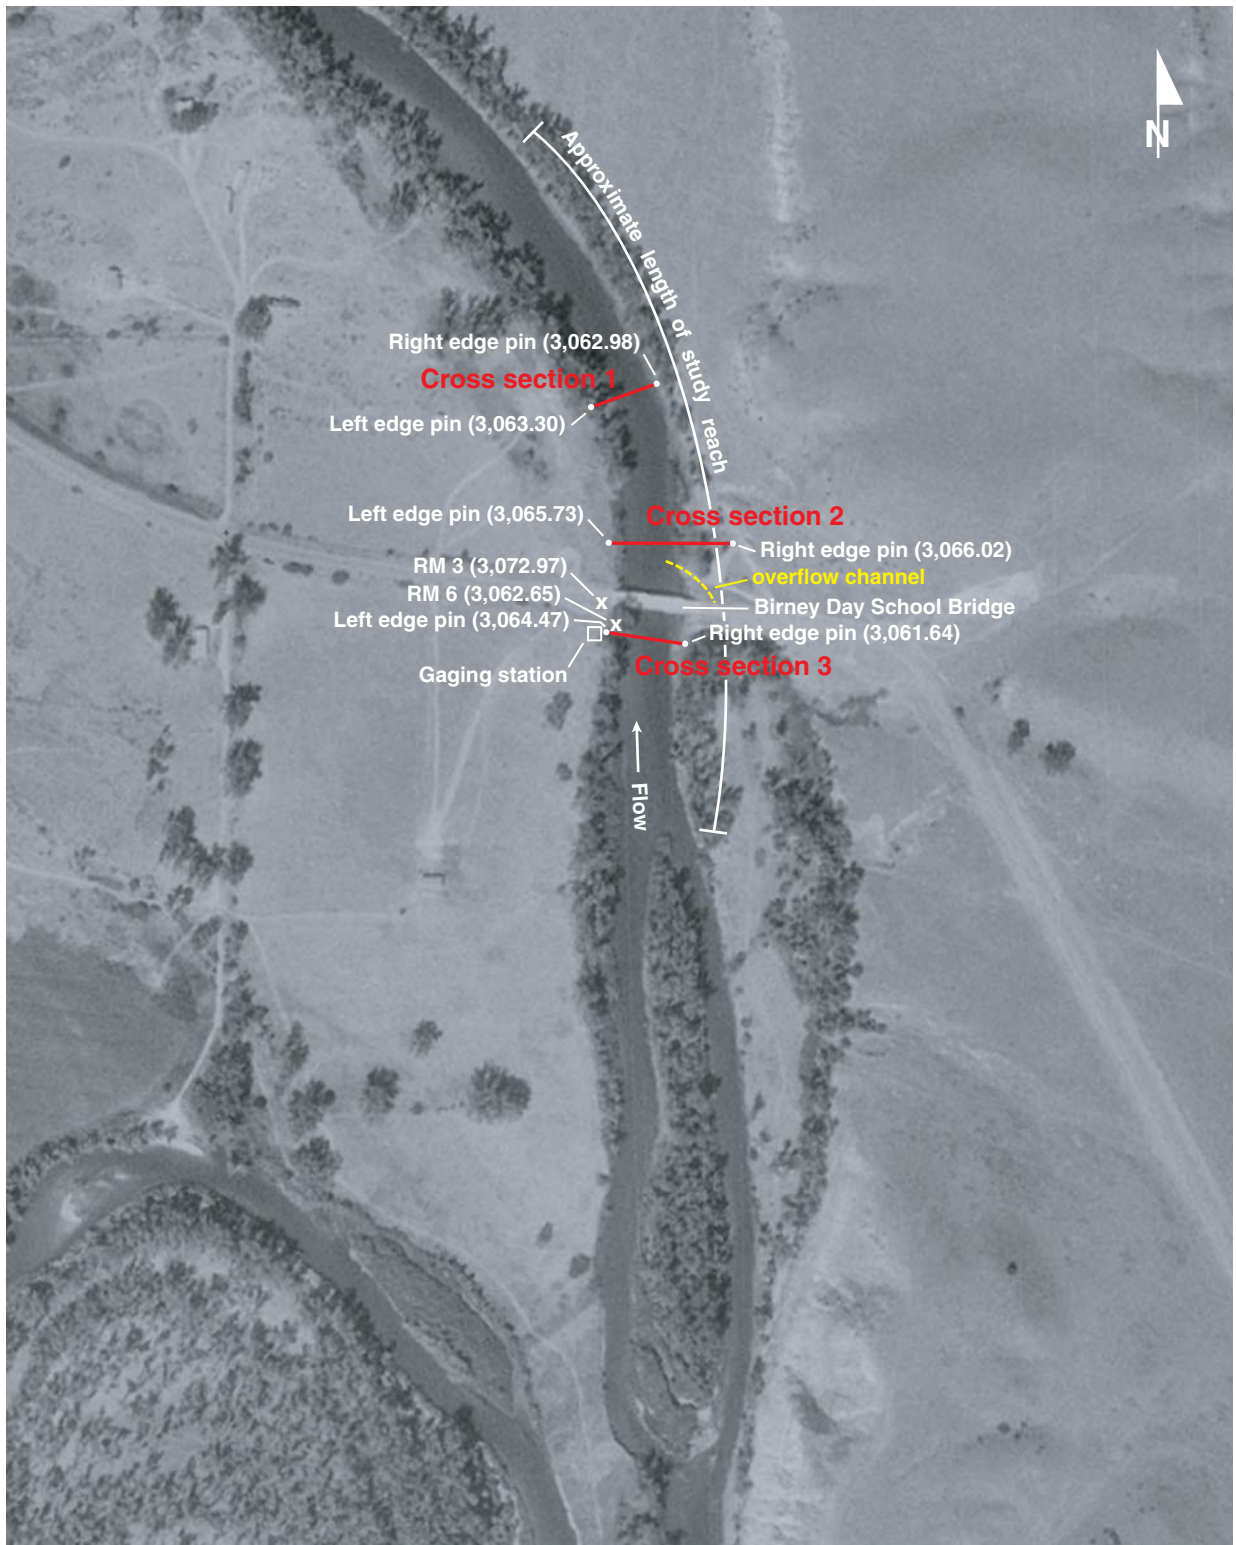 N
Approximate length of study reach
Right edge pin (3,062.98)
Cross section 1
Left edge pin (3,063.30)
Left edge pin (3,065.73)
Cross section 2
Right edge pin (3,066.02)
RM 3 (3,072.97)
overflow channel
RM 6 (3,062.65)
Birney Day School Bridge
Left edge pin (3,064.47)
Right edge pin (3,061.64)
x
x
Cross section 3
Gaging station
Flow